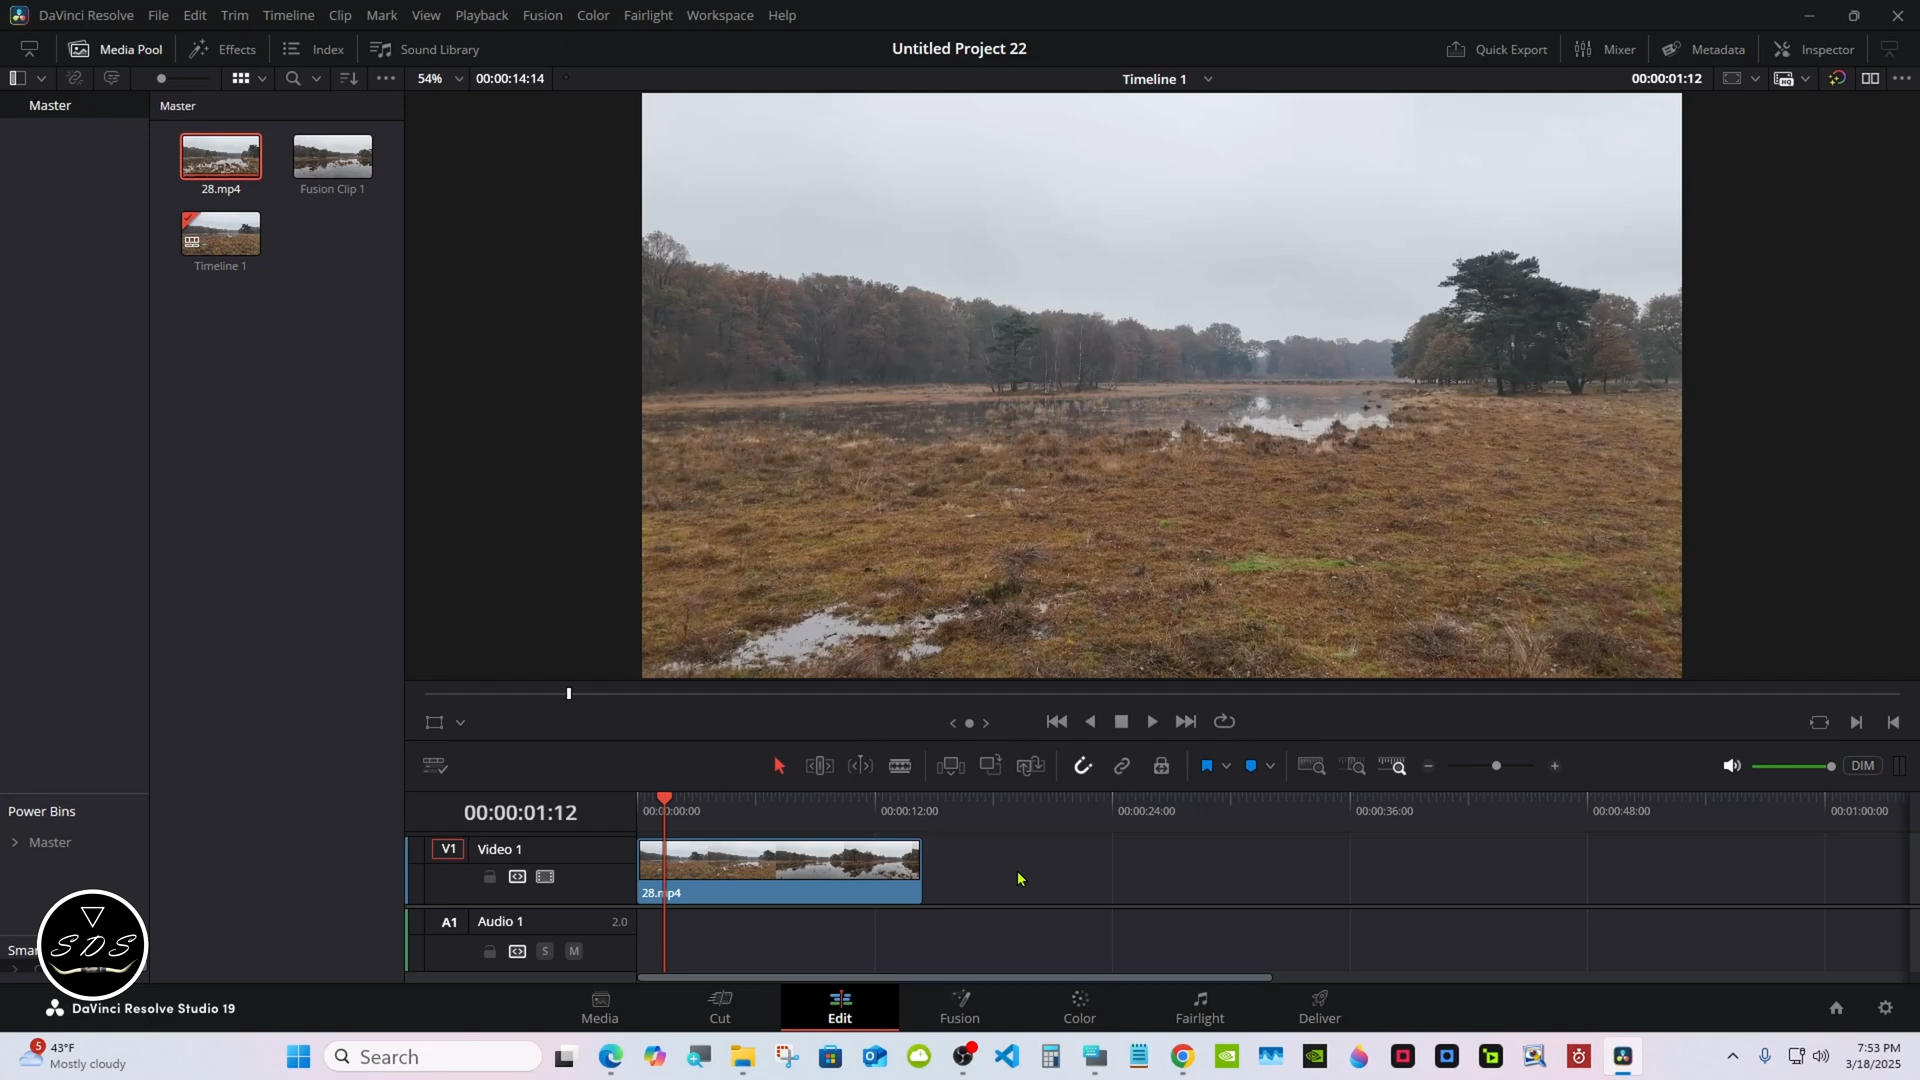 DaVinci Resolve File Edit Trim Timeline Clip Mark View Playback Fusion Color Fairlight Workspace Help
Media Pool Effects Index Sound Library Untitled Project 22 Quick Export Mixer Metadata Inspector
54% 00:00:14:14 Timeline 1 00:00:01:12
Master Master
28.mp4 Fusion Clip 1
Timeline 1
DIM
00:00:01:12 00:00:00:00 00:00:12:00 00:00:24:00 00:00:36:00 00:00:48:00 00:01:00:00
Power Bins
Master
V1 Video 1
28.mp4
A1 Audio 1 2.0
S M
SDS
DaVinci Resolve Studio 19
Media Cut Edit Fusion Color Fairlight Deliver
5 43°F
Mostly cloudy
Search
7:53 PM
3/18/2025